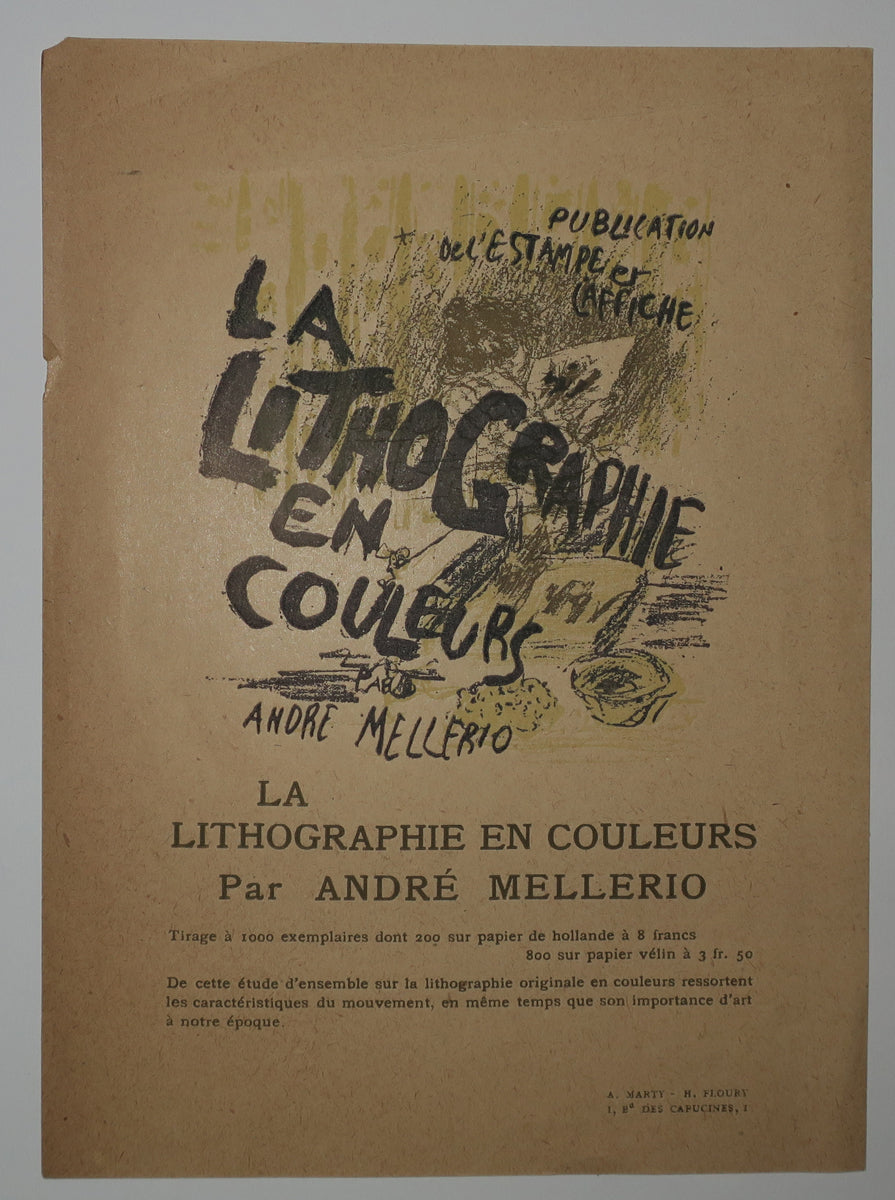 PUBLICATION
De L'ESTAMPE et
L'AFFICHE
LA
LITHOGRAPHIE
EN
COULEURS
PAR
ANDRE MELLERIO
LA
LITHOGRAPHIE EN COULEURS
Par ANDRÉ MELLERIO
Tirage à 1000 exemplaires dont 200 sur papier de hollande à 8 francs
800 sur papier vélin à 3 fr. 50
De cette étude d'ensemble sur la lithographie originale en couleurs ressortent
les caractéristiques du mouvement, en même temps que son importance d'art
à notre époque.
A. MARTY - H. FLOURY
1, Bd DES CAPUCINES, 1